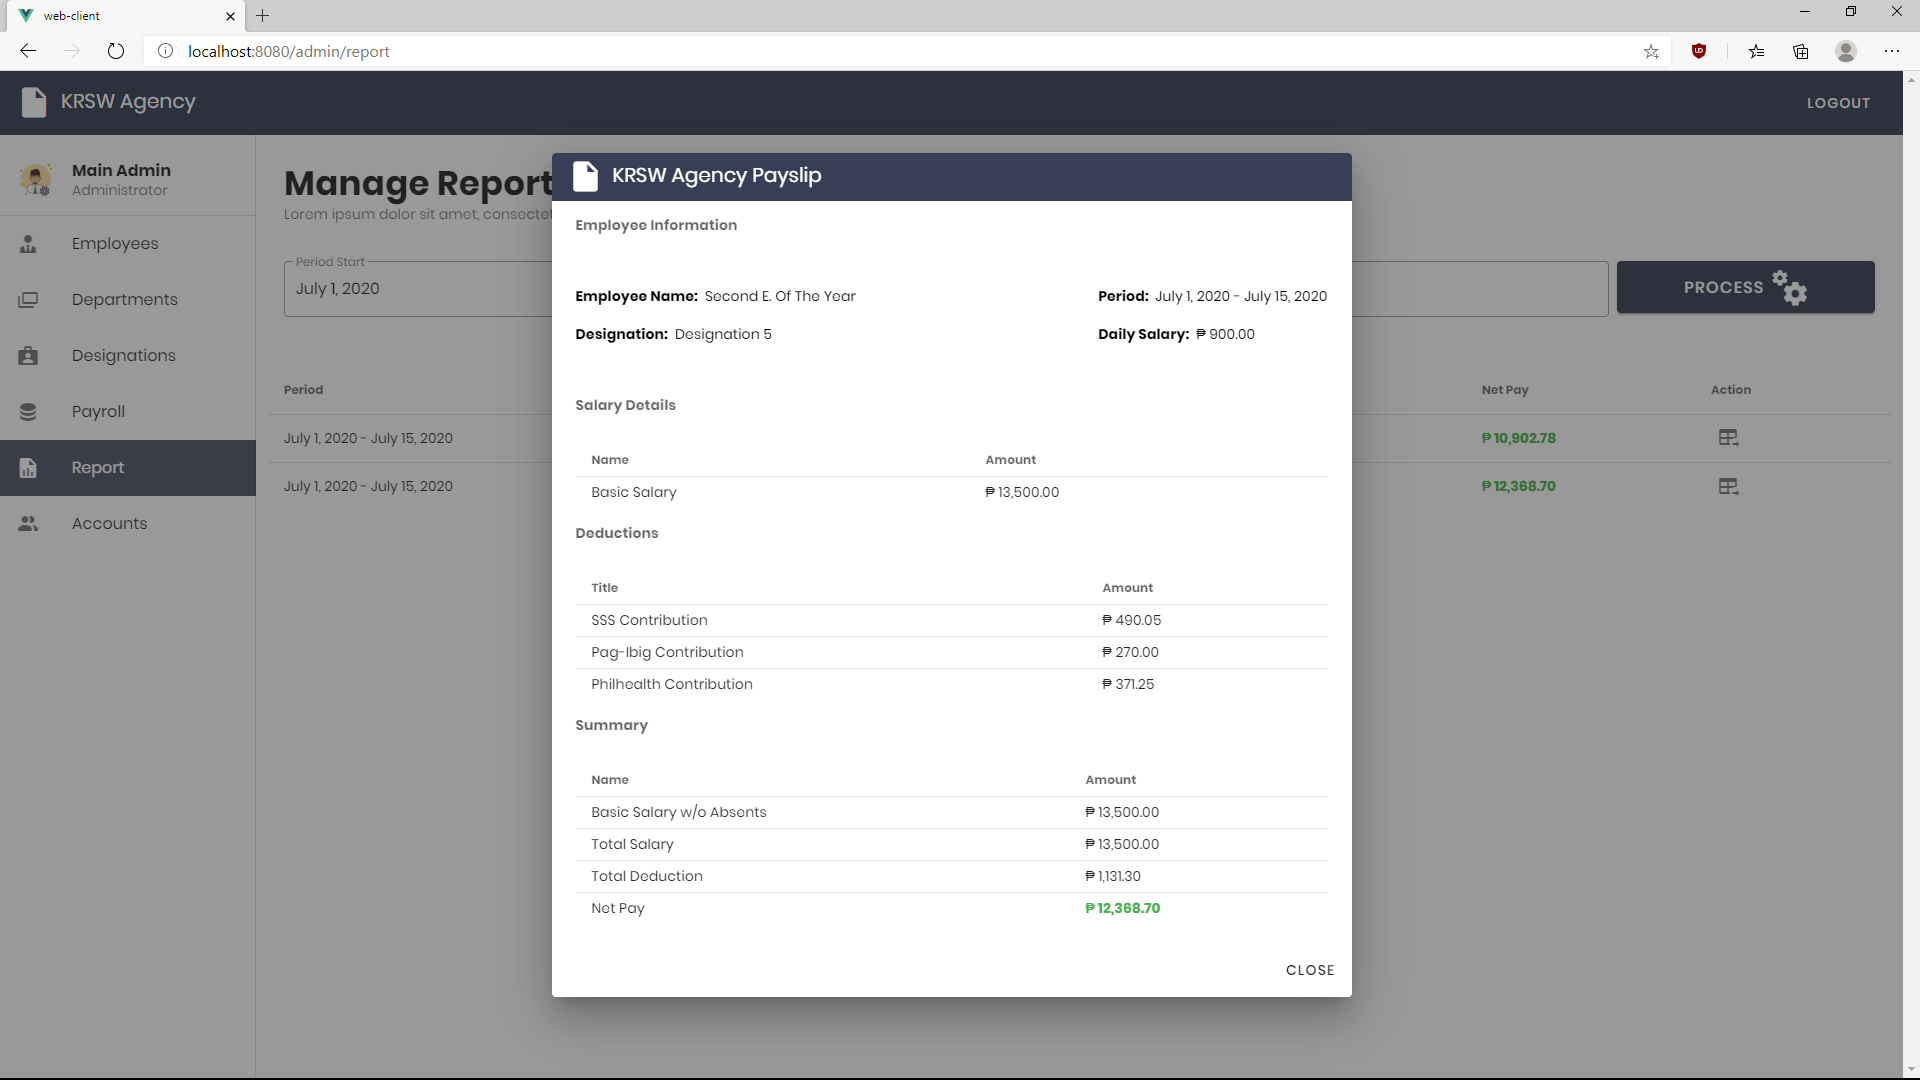 web-client
localhost:8080/admin/report
KRSW Agency
LOGOUT
Main Admin
Administrator
Employees
Departments
Designations
Payroll
Report
Accounts
Manage Report
Lorem ipsum dolor sit amet, consectet
Period Start
July 1, 2020
PROCESS
Period
Net Pay
Action
July 1, 2020 - July 15, 2020
₱ 10,902.78
July 1, 2020 - July 15, 2020
₱ 12,368.70
KRSW Agency Payslip
Employee Information
Employee Name: Second E. Of The Year
Period: July 1, 2020 - July 15, 2020
Designation: Designation 5
Daily Salary: ₱ 900.00
Salary Details
Name Amount
Basic Salary ₱ 13,500.00
Deductions
Title Amount
SSS Contribution ₱ 490.05
Pag-Ibig Contribution ₱ 270.00
Philhealth Contribution ₱ 371.25
Summary
Name Amount
Basic Salary w/o Absents ₱ 13,500.00
Total Salary ₱ 13,500.00
Total Deduction ₱ 1,131.30
Net Pay ₱ 12,368.70
CLOSE